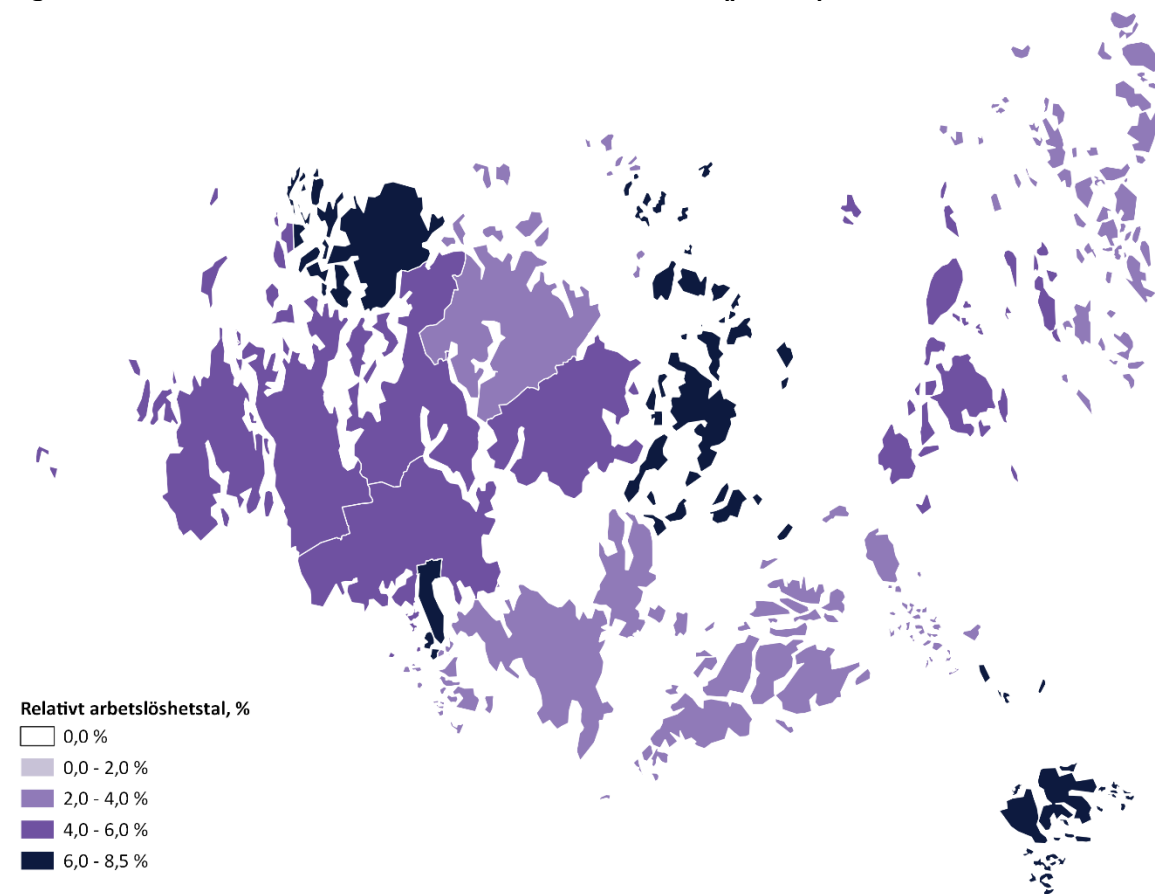 Relativt arbetslöshetstal, %
0,0 %
0,0 - 2,0 %
2,0 - 4,0 %
4,0 - 6,0 %
6,0 - 8,5 %